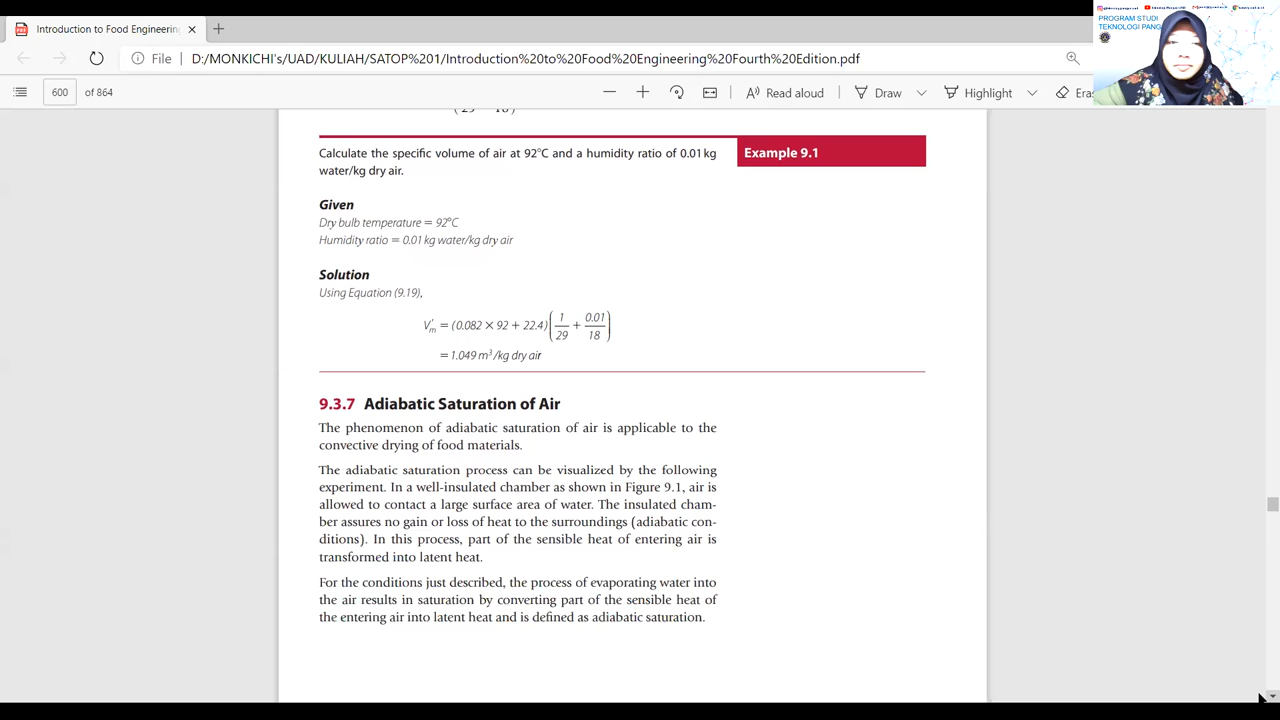 Introduction to Food Engineering
File D:/MONKICHI's/UAD/KULIAH/SATOP%201/Introduction%20to%20Food%20Engineering%20Fourth%20Edition.pdf
600 of 864 Read aloud Draw Highlight Eras
PROGRAM STUDI
TEKNOLOGI PANG
Calculate the specific volume of air at 92°C and a humidity ratio of 0.01 kg
water/kg dry air.
Example 9.1
Given
Dry bulb temperature = 92°C
Humidity ratio = 0.01 kg water/kg dry air
Solution
Using Equation (9.19),
V′m = (0.082 × 92 + 22.4) (1/29 + 0.01/18)
= 1.049 m³/kg dry air
9.3.7 Adiabatic Saturation of Air
The phenomenon of adiabatic saturation of air is applicable to the
convective drying of food materials.
The adiabatic saturation process can be visualized by the following
experiment. In a well-insulated chamber as shown in Figure 9.1, air is
allowed to contact a large surface area of water. The insulated cham-
ber assures no gain or loss of heat to the surroundings (adiabatic con-
ditions). In this process, part of the sensible heat of entering air is
transformed into latent heat.
For the conditions just described, the process of evaporating water into
the air results in saturation by converting part of the sensible heat of
the entering air into latent heat and is defined as adiabatic saturation.